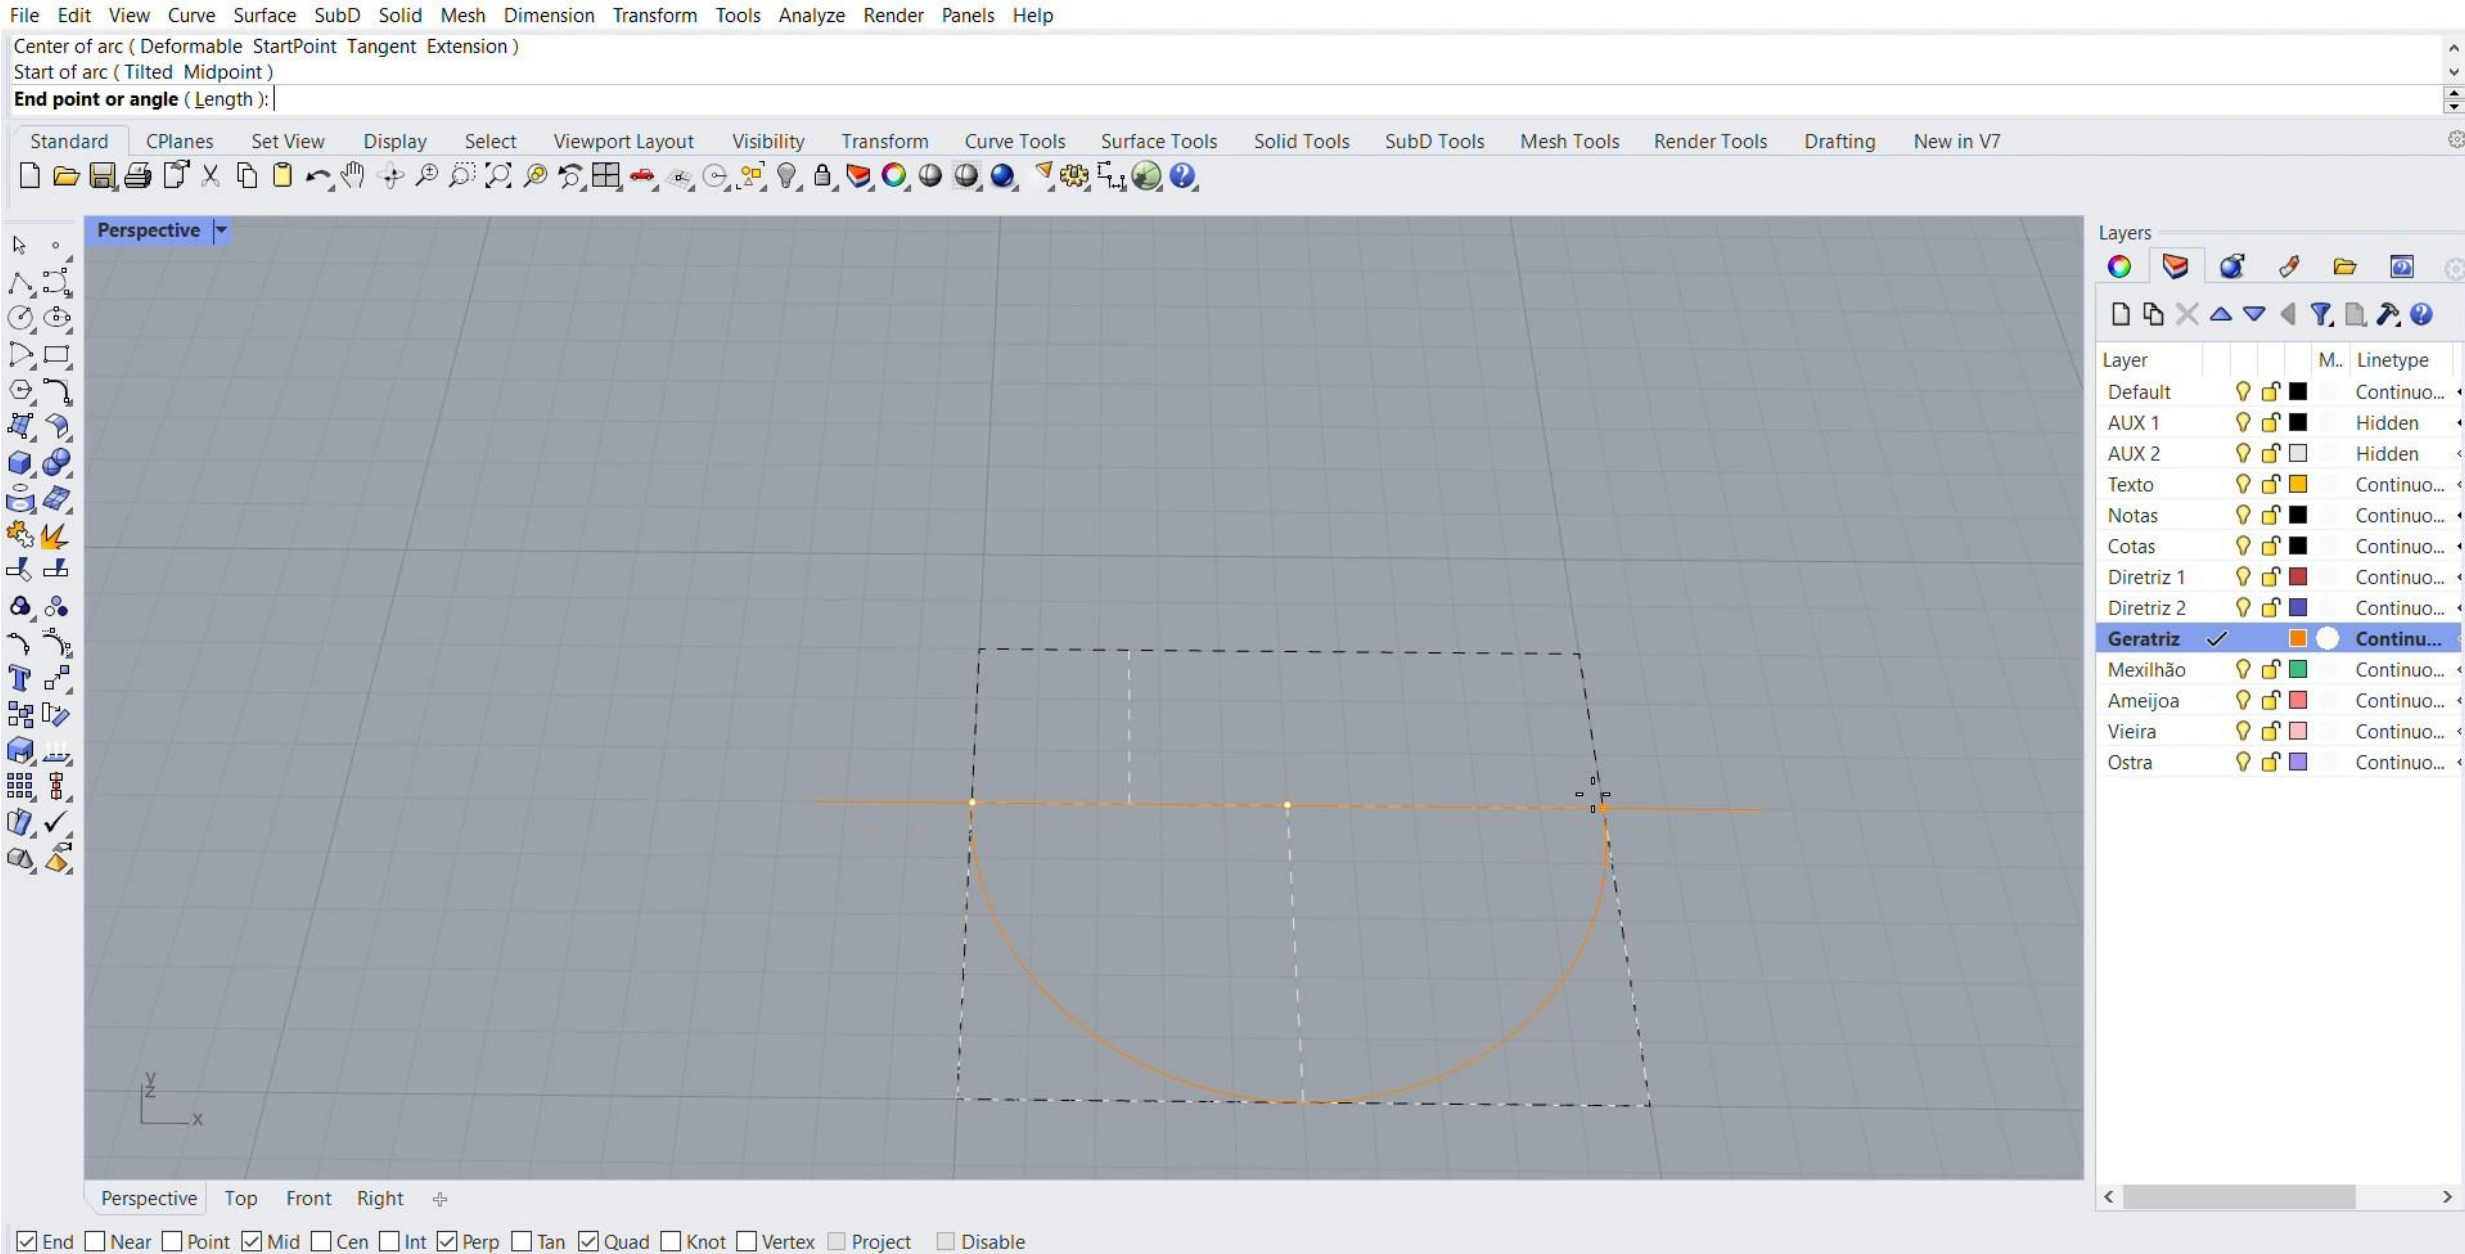 File Edit View Curve Surface SubD Solid Mesh Dimension Transform Tools Analyze Render Panels Help
Center of arc ( Deformable StartPoint Tangent Extension )
Start of arc ( Tilted Midpoint )
End point or angle ( Length ):
Standard CPlanes Set View Display Select Viewport Layout Visibility Transform Curve Tools Surface Tools Solid Tools SubD Tools Mesh Tools Render Tools Drafting New in V7
Perspective
Layers
Layer M.. Linetype
Default Continuo...
AUX 1 Hidden
AUX 2 Hidden
Texto Continuo...
Notas Continuo...
Cotas Continuo...
Diretriz 1 Continuo...
Diretriz 2 Continuo...
Geratriz Continu...
Mexilhão Continuo...
Ameijoa Continuo...
Vieira Continuo...
Ostra Continuo...
y
z
x
Perspective Top Front Right
End Near Point Mid Cen Int Perp Tan Quad Knot Vertex Project Disable